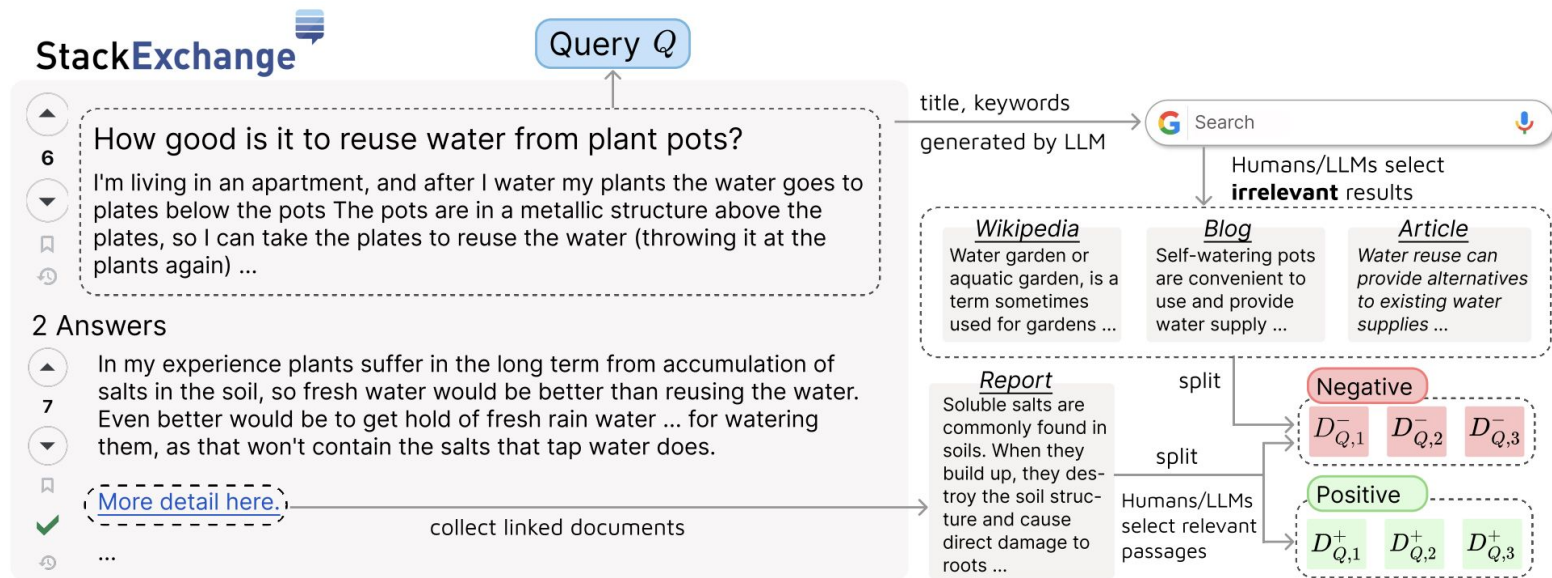 StackExchange
Query Q
6
How good is it to reuse water from plant pots?
I'm living in an apartment, and after I water my plants the water goes to
plates below the pots The pots are in a metallic structure above the
plates, so I can take the plates to reuse the water (throwing it at the
plants again) ...
2 Answers
7
In my experience plants suffer in the long term from accumulation of
salts in the soil, so fresh water would be better than reusing the water.
Even better would be to get hold of fresh rain water ... for watering
them, as that won't contain the salts that tap water does.
More detail here.
...
collect linked documents
title, keywords
generated by LLM
G Search
Humans/LLMs select
irrelevant results
Wikipedia
Water garden or
aquatic garden, is a
term sometimes
used for gardens ...
Blog
Self-watering pots
are convenient to
use and provide
water supply ...
Article
Water reuse can
provide alternatives
to existing water
supplies ...
Report
Soluble salts are
commonly found in
soils. When they
build up, they des-
troy the soil struc-
ture and cause
direct damage to
roots ...
split
split
Humans/LLMs
select relevant
passages
Negative
D⁻Q,1 D⁻Q,2 D⁻Q,3
Positive
D⁺Q,1 D⁺Q,2 D⁺Q,3